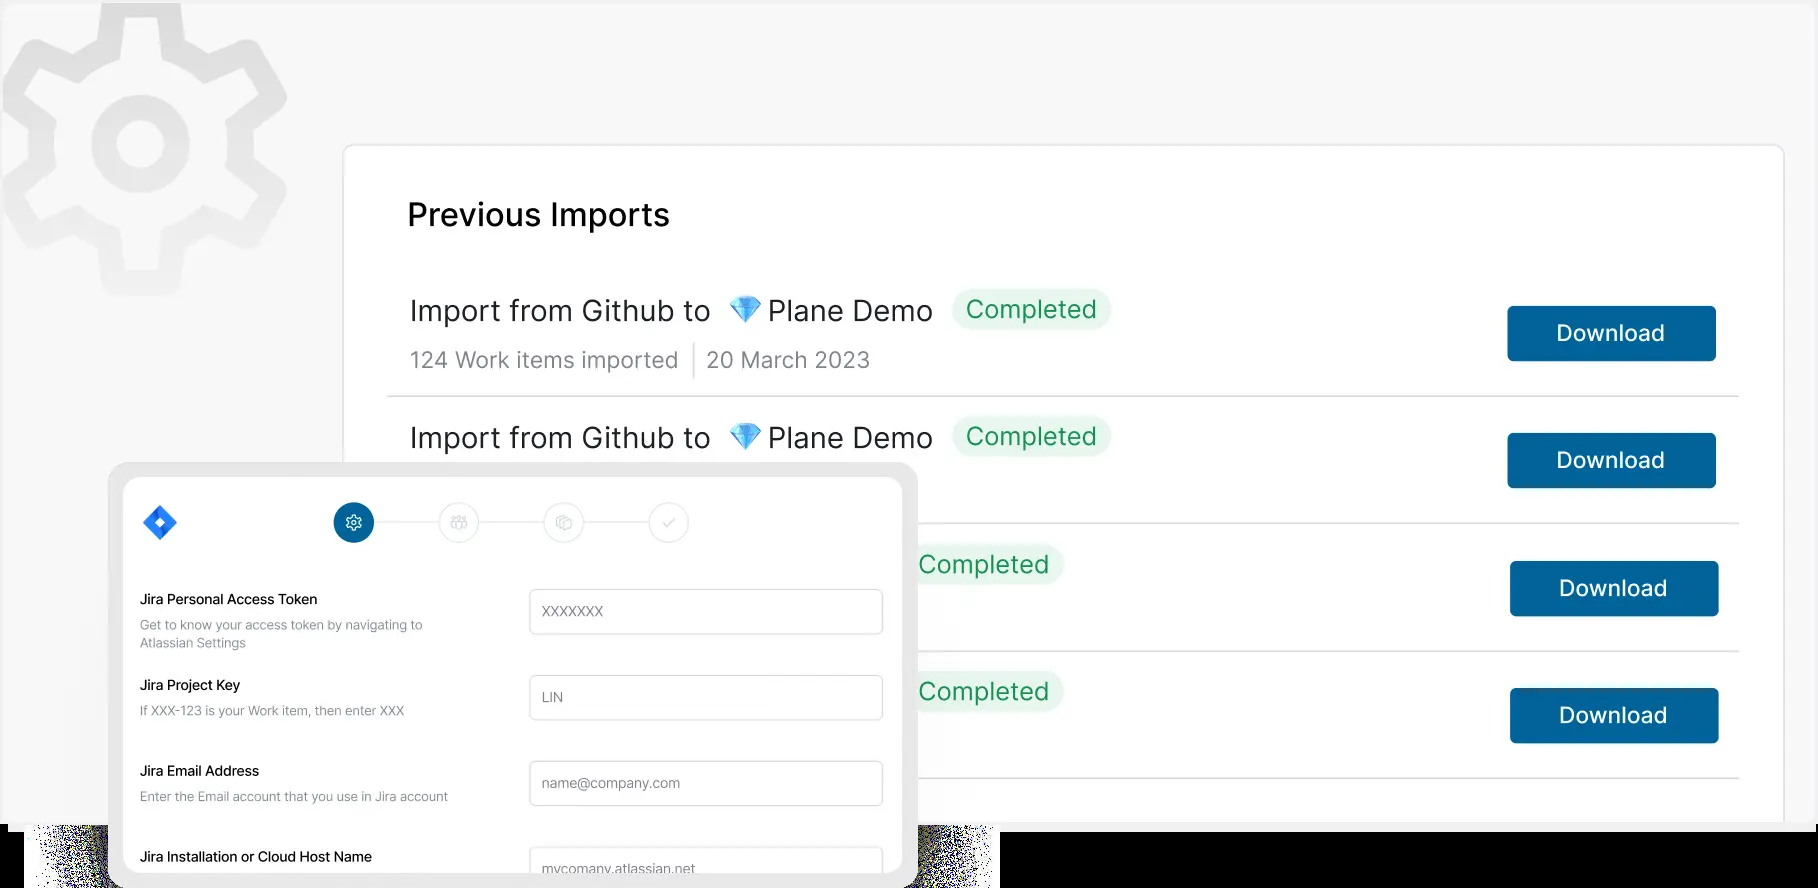 Previous Imports
Import from Github to 💎 Plane Demo Completed
124 Work items imported | 20 March 2023
Download
Import from Github to 💎 Plane Demo Completed
Download
Completed
Download
Completed
Download
Jira Personal Access Token
Get to know your access token by navigating to
Atlassian Settings
XXXXXXX
Jira Project Key
If XXX-123 is your Work item, then enter XXX
LIN
Jira Email Address
Enter the Email account that you use in Jira account
name@company.com
Jira Installation or Cloud Host Name
mycomany.atlassian.net